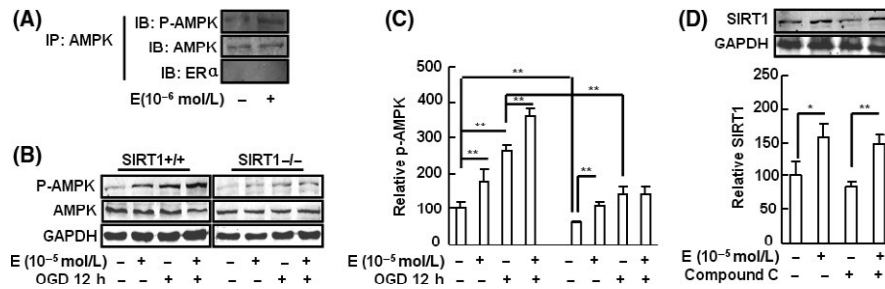 (A)
IP: AMPK
IB: P-AMPK
IB: AMPK
IB: ERα
E(10⁻⁶ mol/L) − +
(B)
SIRT1+/+ SIRT1−/−
P-AMPK
AMPK
GAPDH
E (10⁻⁵ mol/L) − + − + − + − +
OGD 12 h − − + + − − + +
(C)
Relative p-AMPK
500
400
300
200
100
0
** ** ** ** ** **
E (10⁻⁵ mol/L) − + − + − + − +
OGD 12 h − − + + − − + +
(D)
SIRT1
GAPDH
Relative SIRT1
250
200
150
100
50
0
* **
E (10⁻⁵ mol/L) − + − +
Compound C − − + +